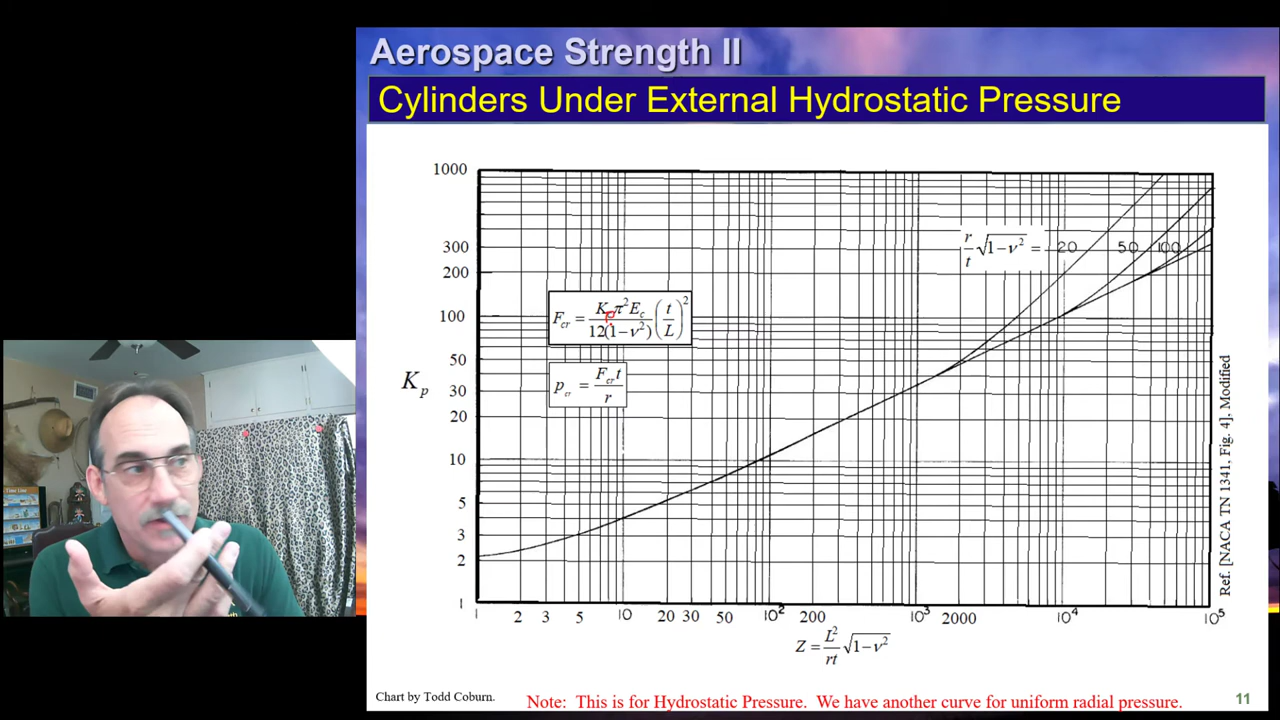 Aerospace Strength II
Cylinders Under External Hydrostatic Pressure
1000
300
200
100
50
30
20
10
5
3
2
1
K_p
F_cr = K_p π² E_c / 12(1−ν²) (t/L)²
p_cr = F_cr t / r
r/t √1−ν² = 20 50 100
1 2 3 5 10 20 30 50 10² 200 10³ 2000 10⁴ 10⁵
Z = L²/rt √1−ν²
Ref. [NACA TN 1341, Fig. 4], Modified
Chart by Todd Coburn.
Note: This is for Hydrostatic Pressure. We have another curve for uniform radial pressure.
11